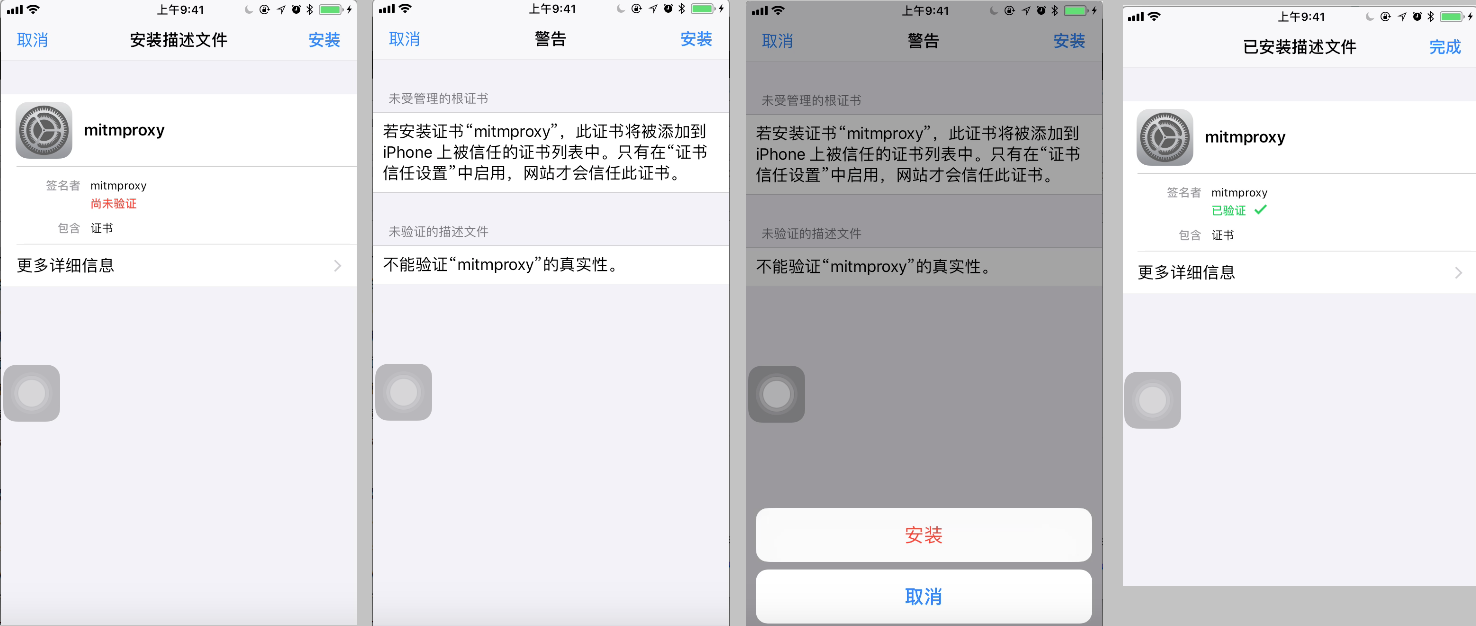 上午9:41
取消 安装描述文件 安装
mitmproxy
签名者 mitmproxy
尚未验证
包含 证书
更多详细信息
上午9:41
取消 警告 安装
未受管理的根证书
若安装证书“mitmproxy”，此证书将被添加到
iPhone 上被信任的证书列表中。只有在“证书
信任设置”中启用，网站才会信任此证书。
未验证的描述文件
不能验证“mitmproxy”的真实性。
上午9:41
取消 警告 安装
未受管理的根证书
若安装证书“mitmproxy”，此证书将被添加到
iPhone 上被信任的证书列表中。只有在“证书
信任设置”中启用，网站才会信任此证书。
未验证的描述文件
不能验证“mitmproxy”的真实性。
安装
取消
上午9:41
已安装描述文件 完成
mitmproxy
签名者 mitmproxy
已验证
包含 证书
更多详细信息